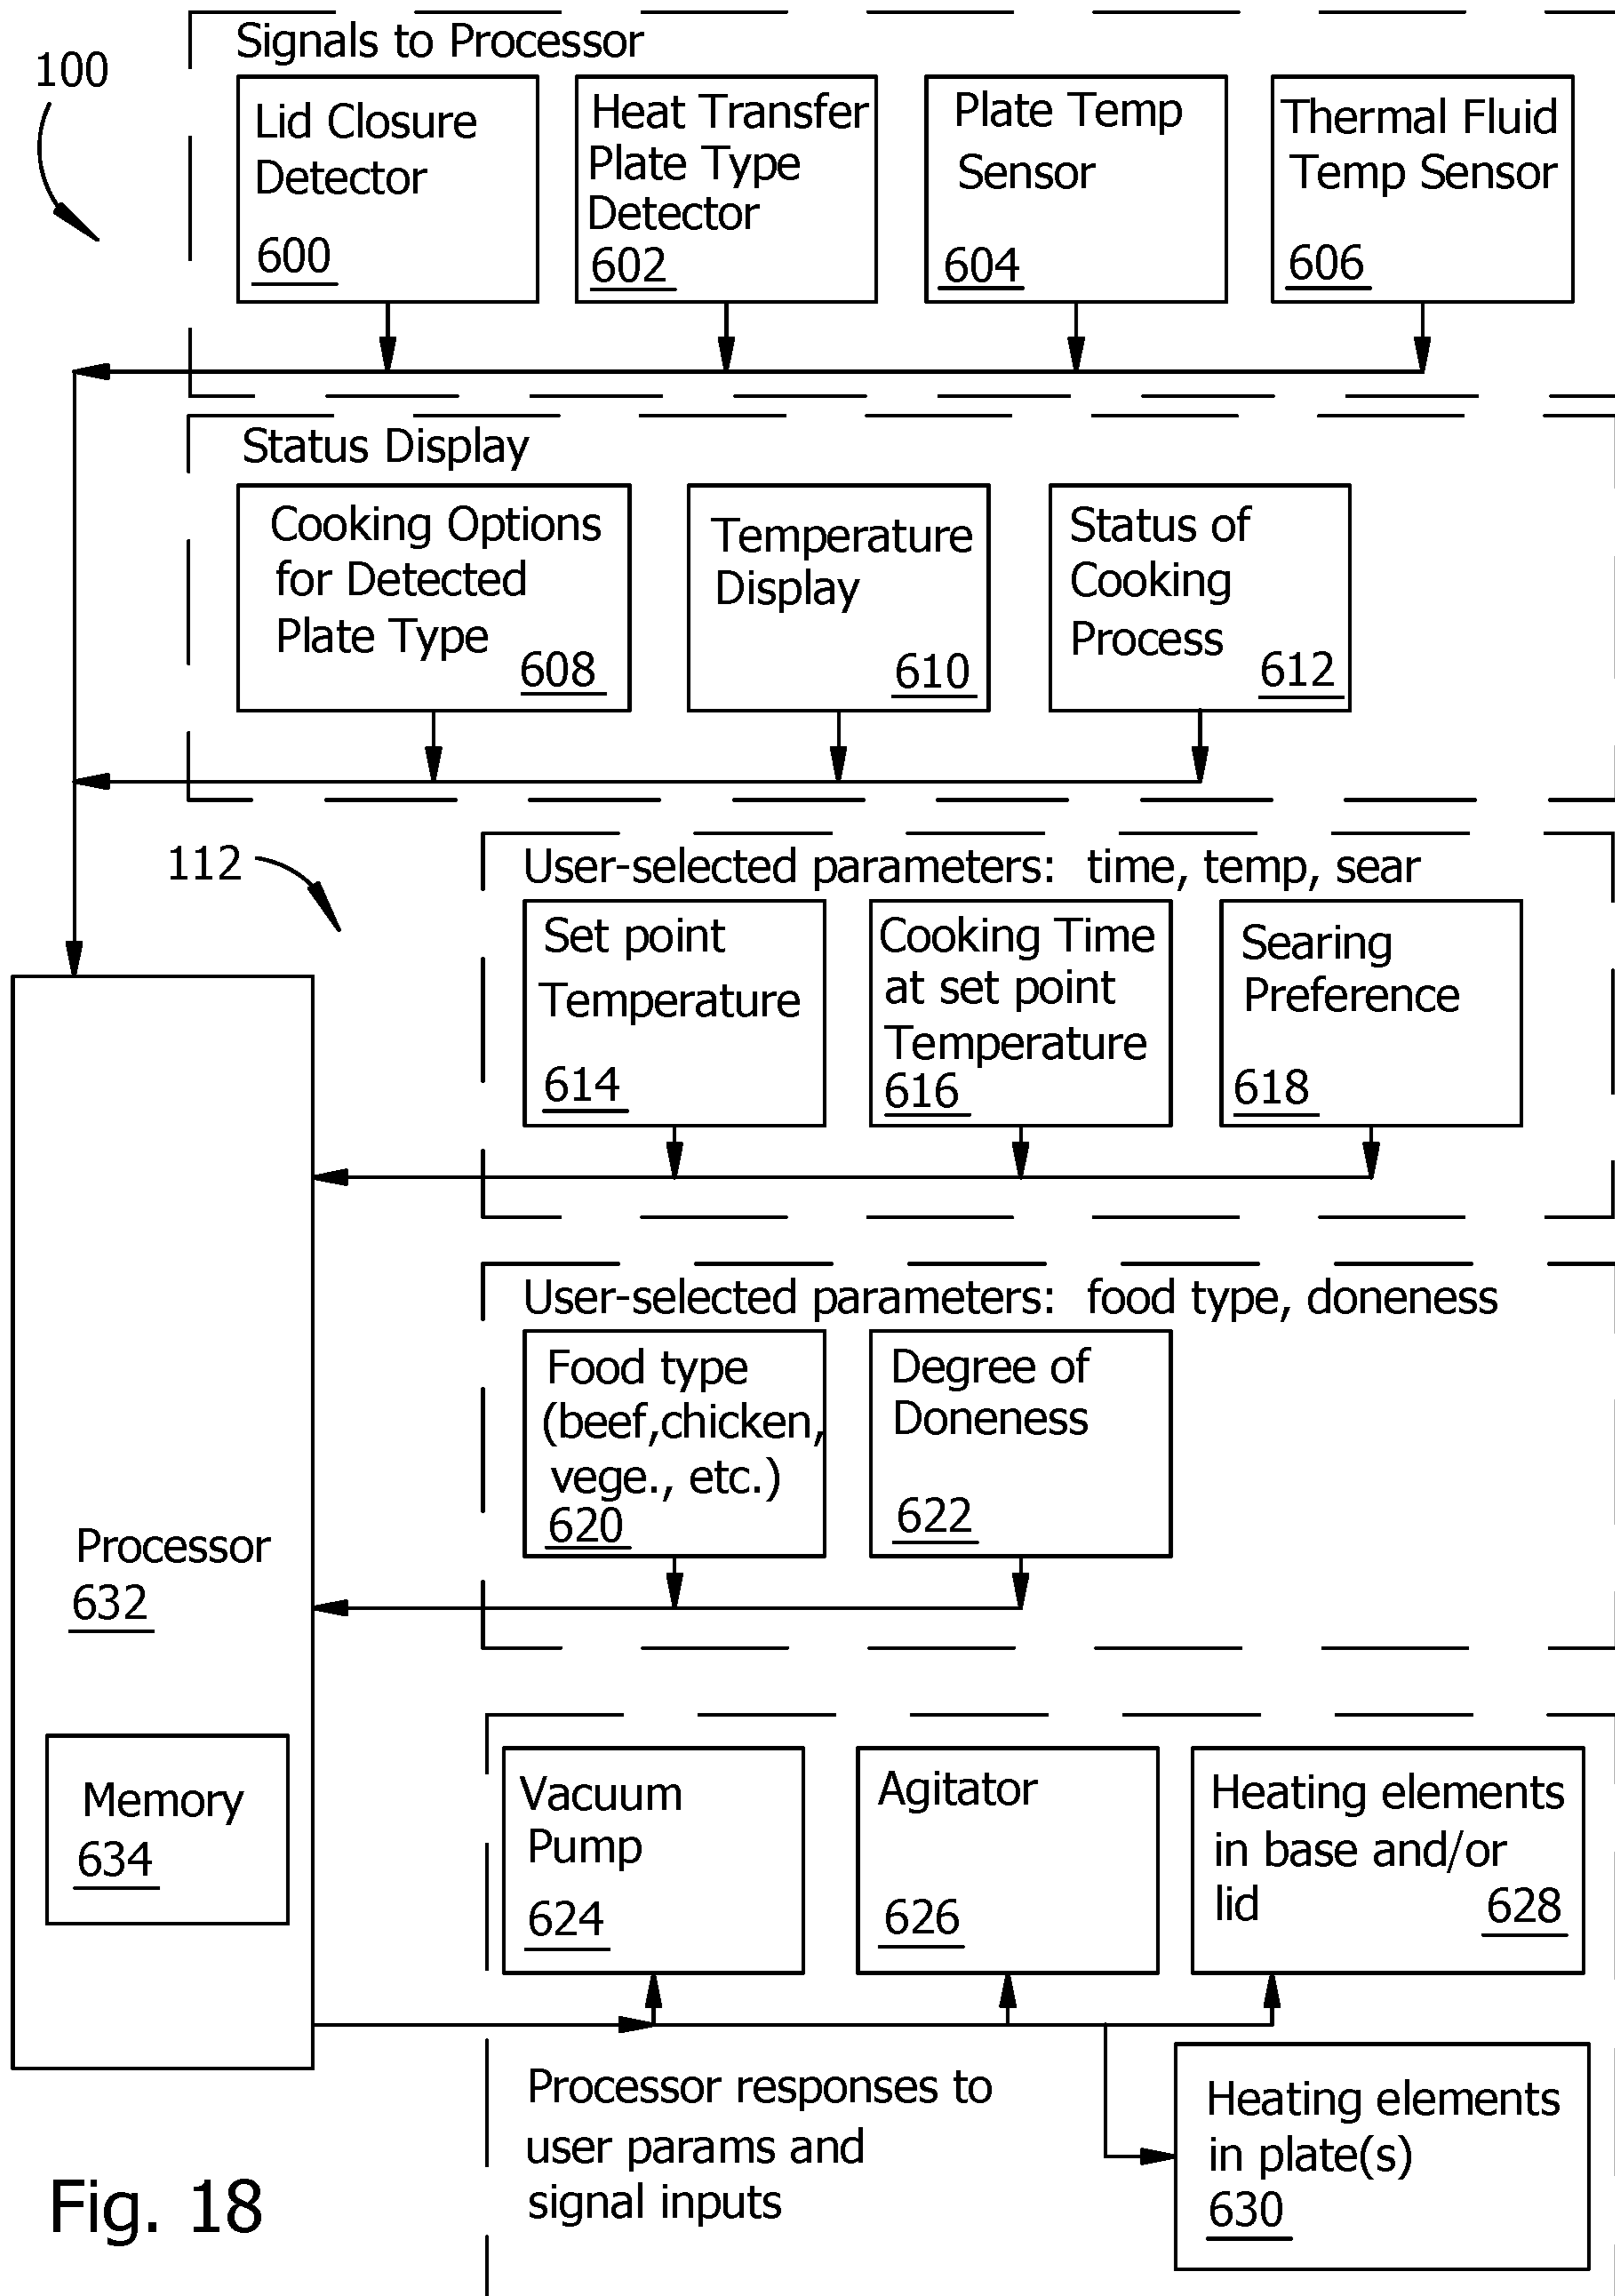 100
Signals to Processor
Lid Closure
Detector
600
Heat Transfer
Plate Type
Detector
602
Plate Temp
Sensor
604
Thermal Fluid
Temp Sensor
606
Status Display
Cooking Options
for Detected
Plate Type
608
Temperature
Display
610
Status of
Cooking
Process
612
112
User-selected parameters: time, temp, sear
Set point
Temperature
614
Cooking Time
at set point
Temperature
616
Searing
Preference
618
User-selected parameters: food type, doneness
Food type
(beef,chicken,
vege., etc.)
620
Degree of
Doneness
622
Processor
632
Memory
634
Vacuum
Pump
624
Agitator
626
Heating elements
in base and/or
lid
628
Processor responses to
user params and
signal inputs
Heating elements
in plate(s)
630
Fig. 18